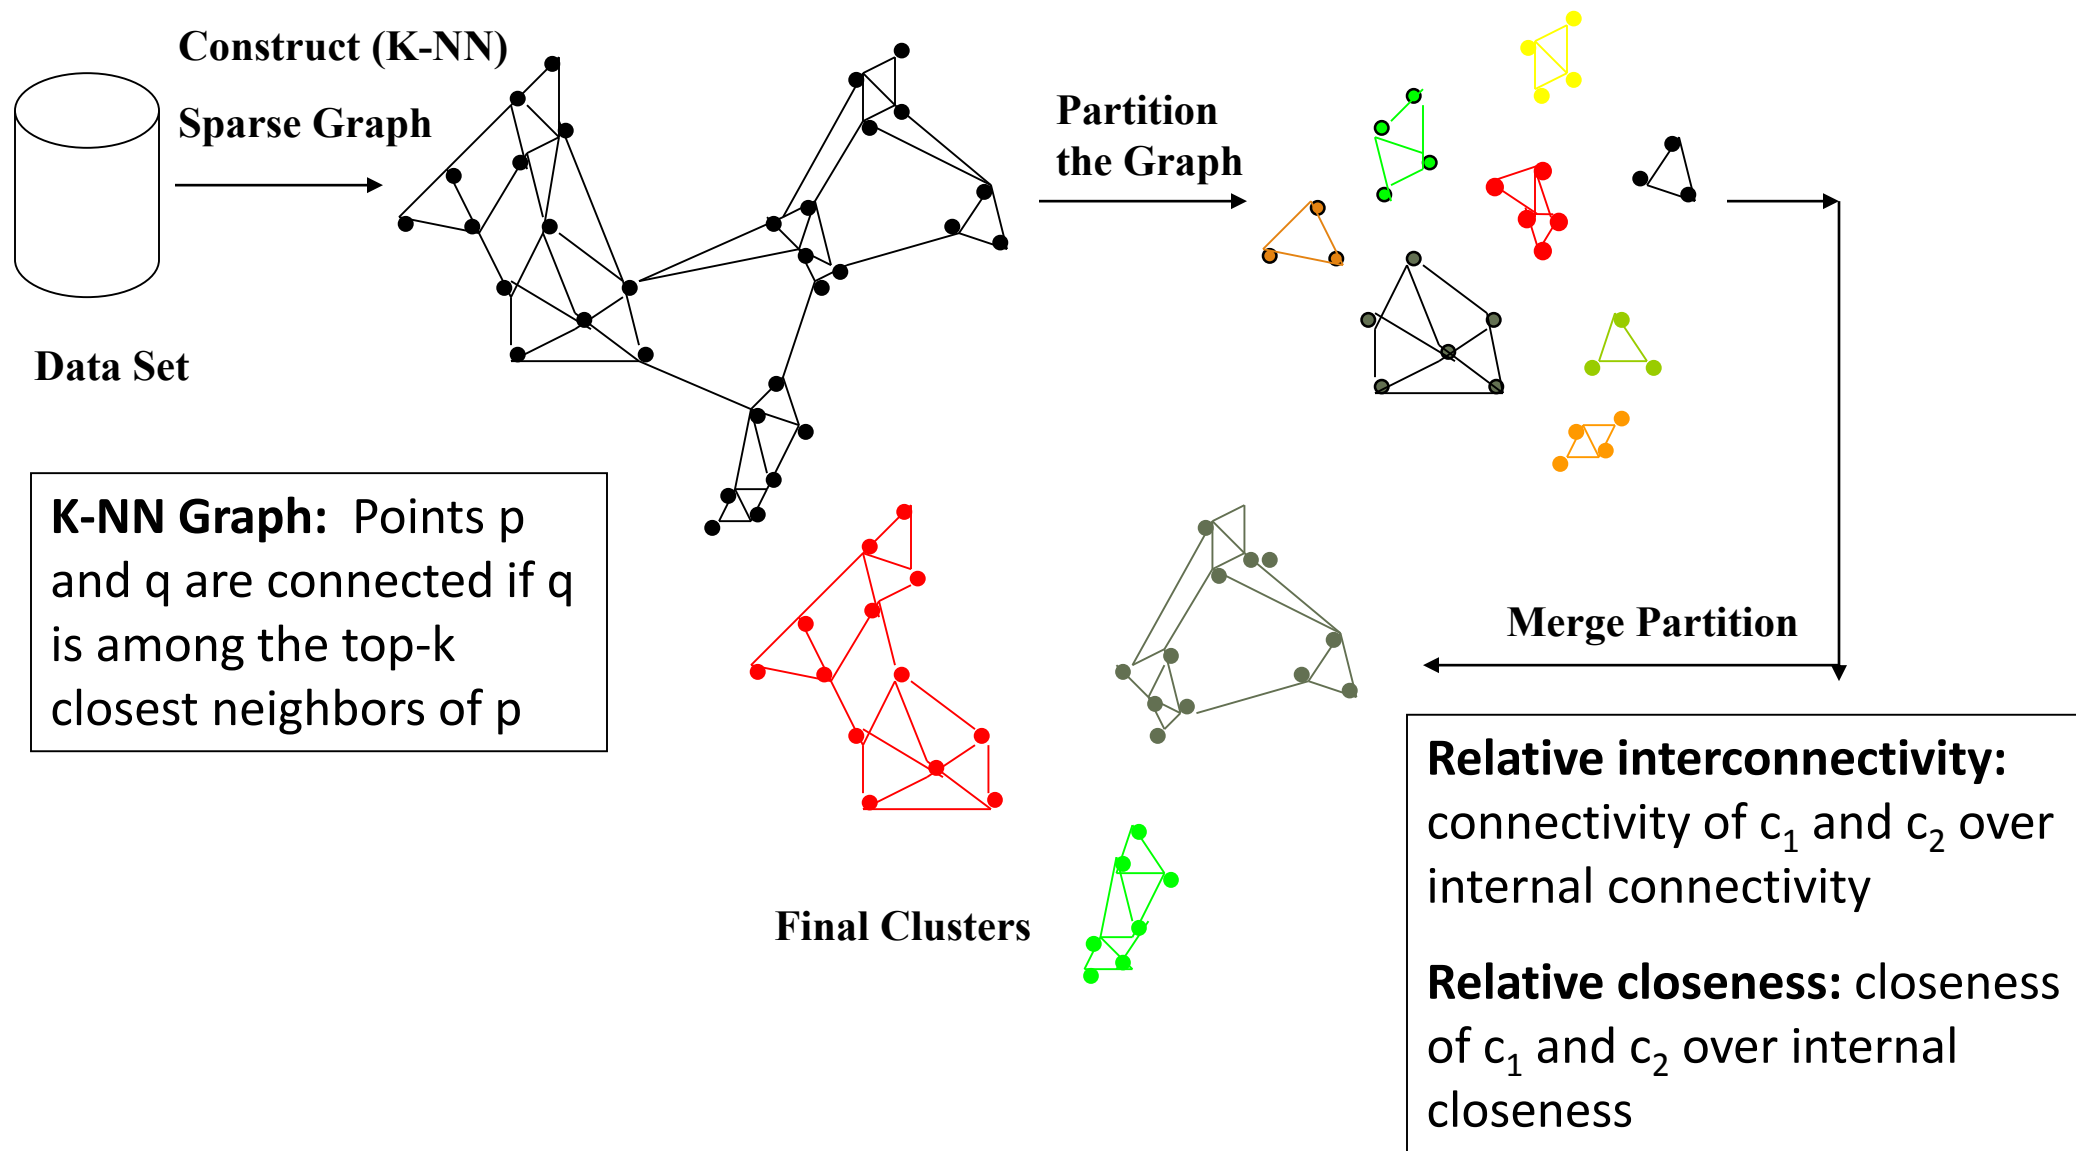 Construct (K-NN)
Sparse Graph
Data Set
Partition
the Graph
K-NN Graph: Points p
and q are connected if q
is among the top-k
closest neighbors of p
Merge Partition
Final Clusters
Relative interconnectivity:
connectivity of c₁ and c₂ over
internal connectivity
Relative closeness: closeness
of c₁ and c₂ over internal
closeness